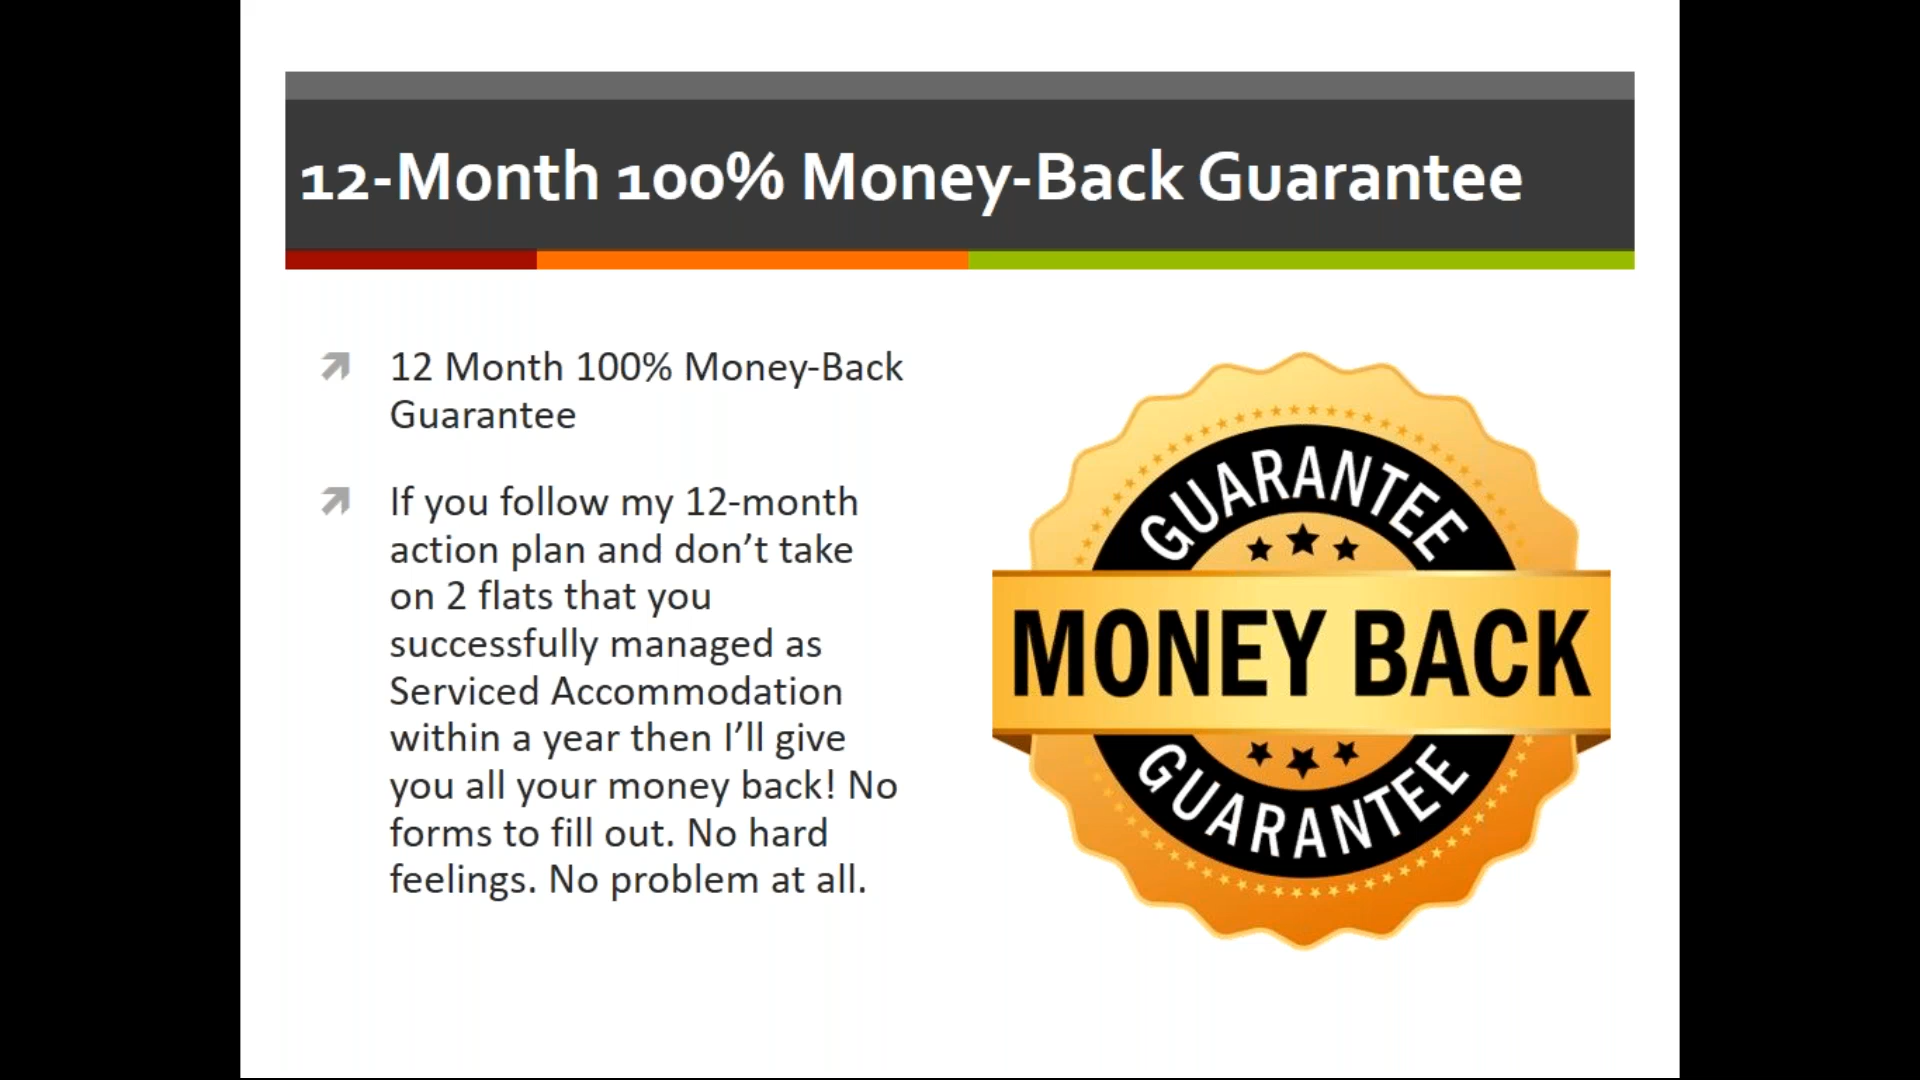 12-Month 100% Money-Back Guarantee
12 Month 100% Money-Back
Guarantee
If you follow my 12-month
action plan and don’t take
on 2 flats that you
successfully managed as
Serviced Accommodation
within a year then I’ll give
you all your money back! No
forms to fill out. No hard
feelings. No problem at all.
GUARANTEE
MONEY BACK
GUARANTEE